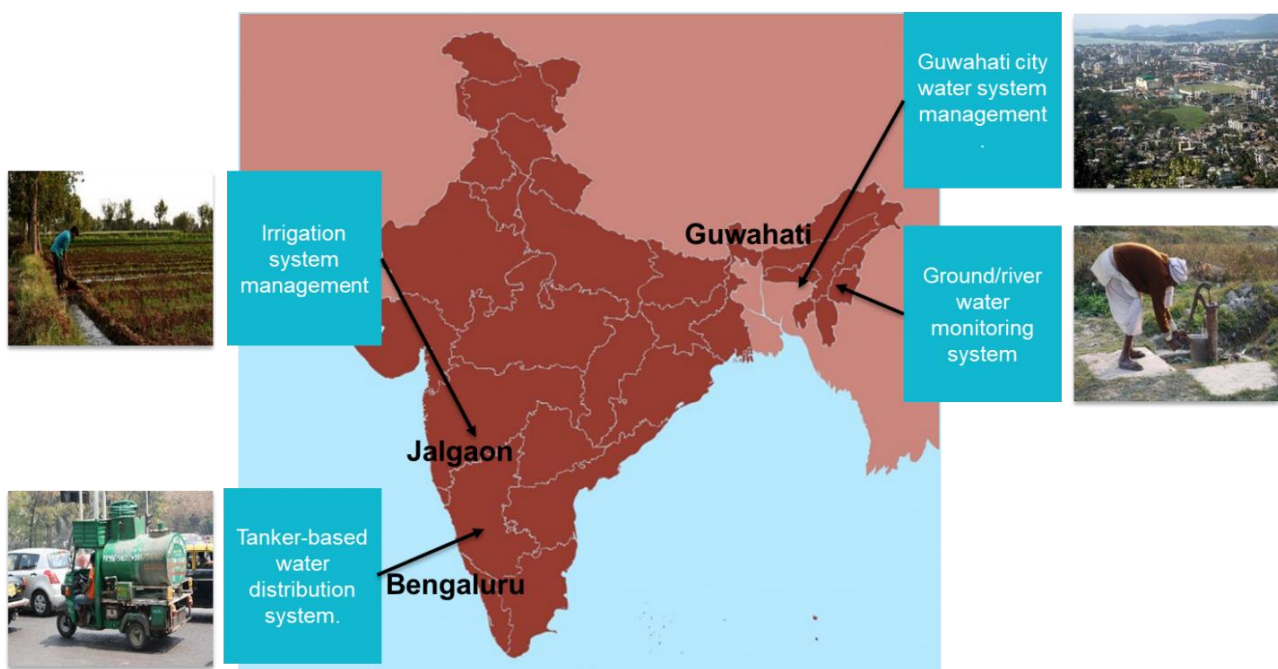 Guwahati city
water system
management
.
Irrigation
system
management
Guwahati
Ground/river
water
monitoring
system
Jalgaon
Tanker-based
water
distribution
system.
Bengaluru